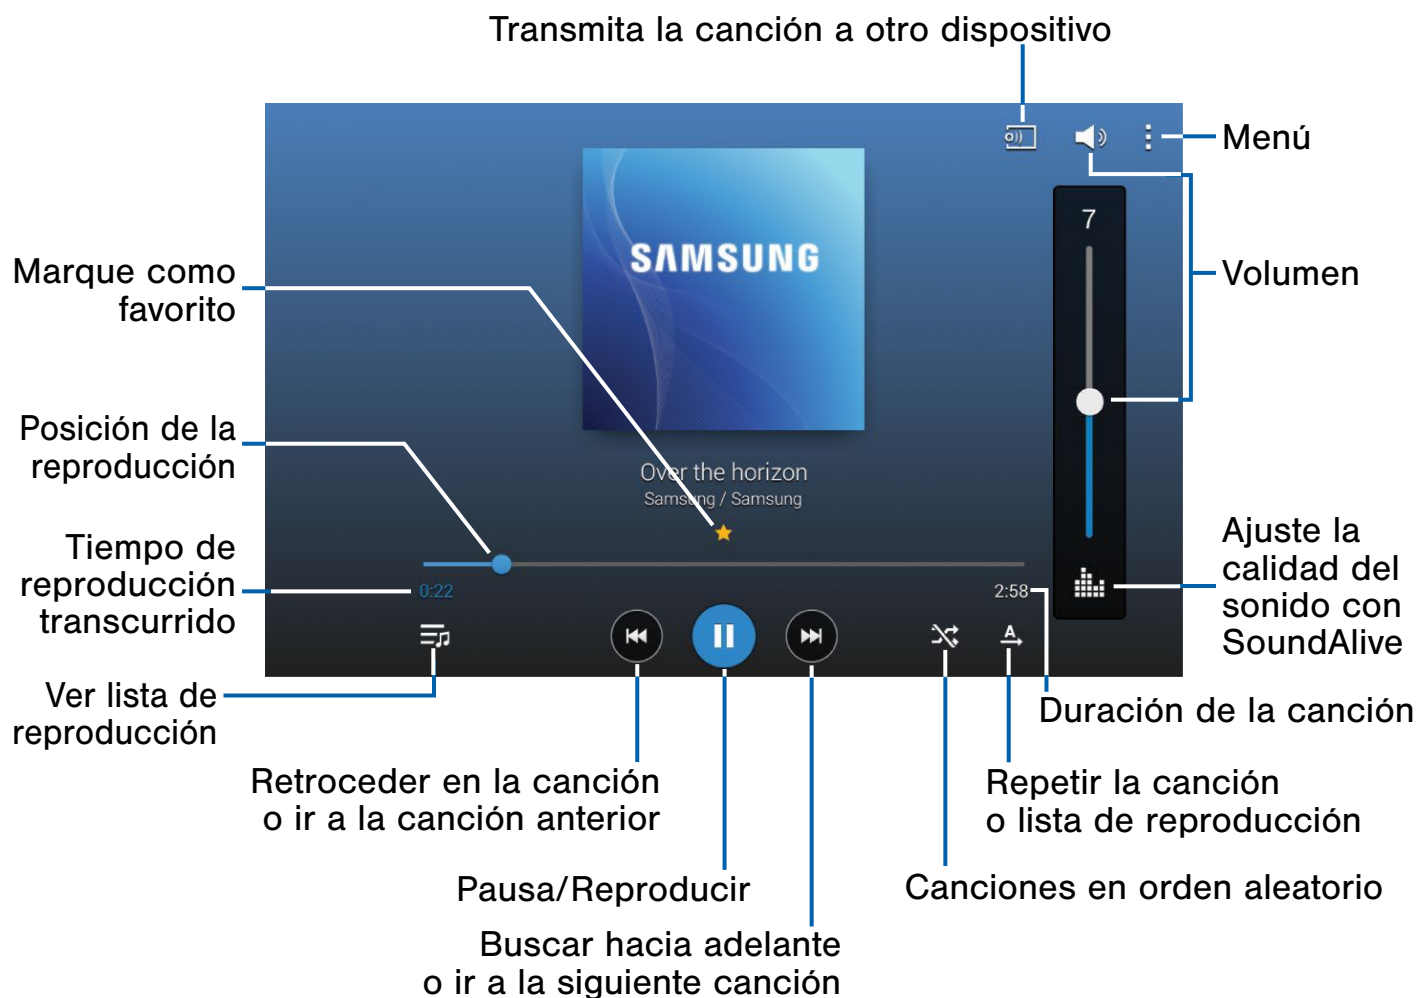 Transmita la canción a otro dispositivo
Menú
7
SAMSUNG
Volumen
Marque como
favorito
Posición de la
reproducción
Over the horizon
Samsung / Samsung
Tiempo de
reproducción
transcurrido
0:22
2:58
Ajuste la
calidad del
sonido con
SoundAlive
A
Ver lista de
reproducción
Duración de la canción
Retroceder en la canción
o ir a la canción anterior
Repetir la canción
o lista de reproducción
Pausa/Reproducir
Canciones en orden aleatorio
Buscar hacia adelante
o ir a la siguiente canción